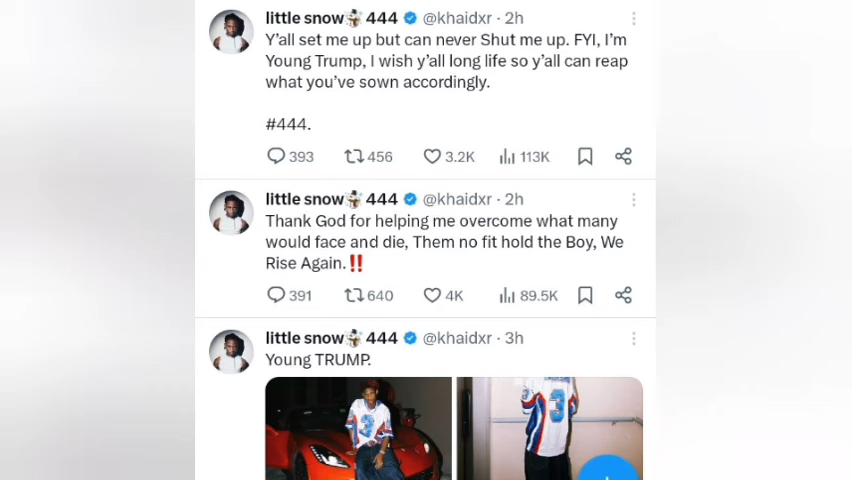 little snow☃️ 444 @khaidxr · 2h
Y'all set me up but can never Shut me up. FYI, I'm
Young Trump, I wish y'all long life so y'all can reap
what you've sown accordingly.
#444.
393 456 3.2K 113K
little snow☃️ 444 @khaidxr · 2h
Thank God for helping me overcome what many
would face and die, Them no fit hold the Boy, We
Rise Again.‼️
391 640 4K 89.5K
little snow☃️ 444 @khaidxr · 3h
Young TRUMP.
3
3